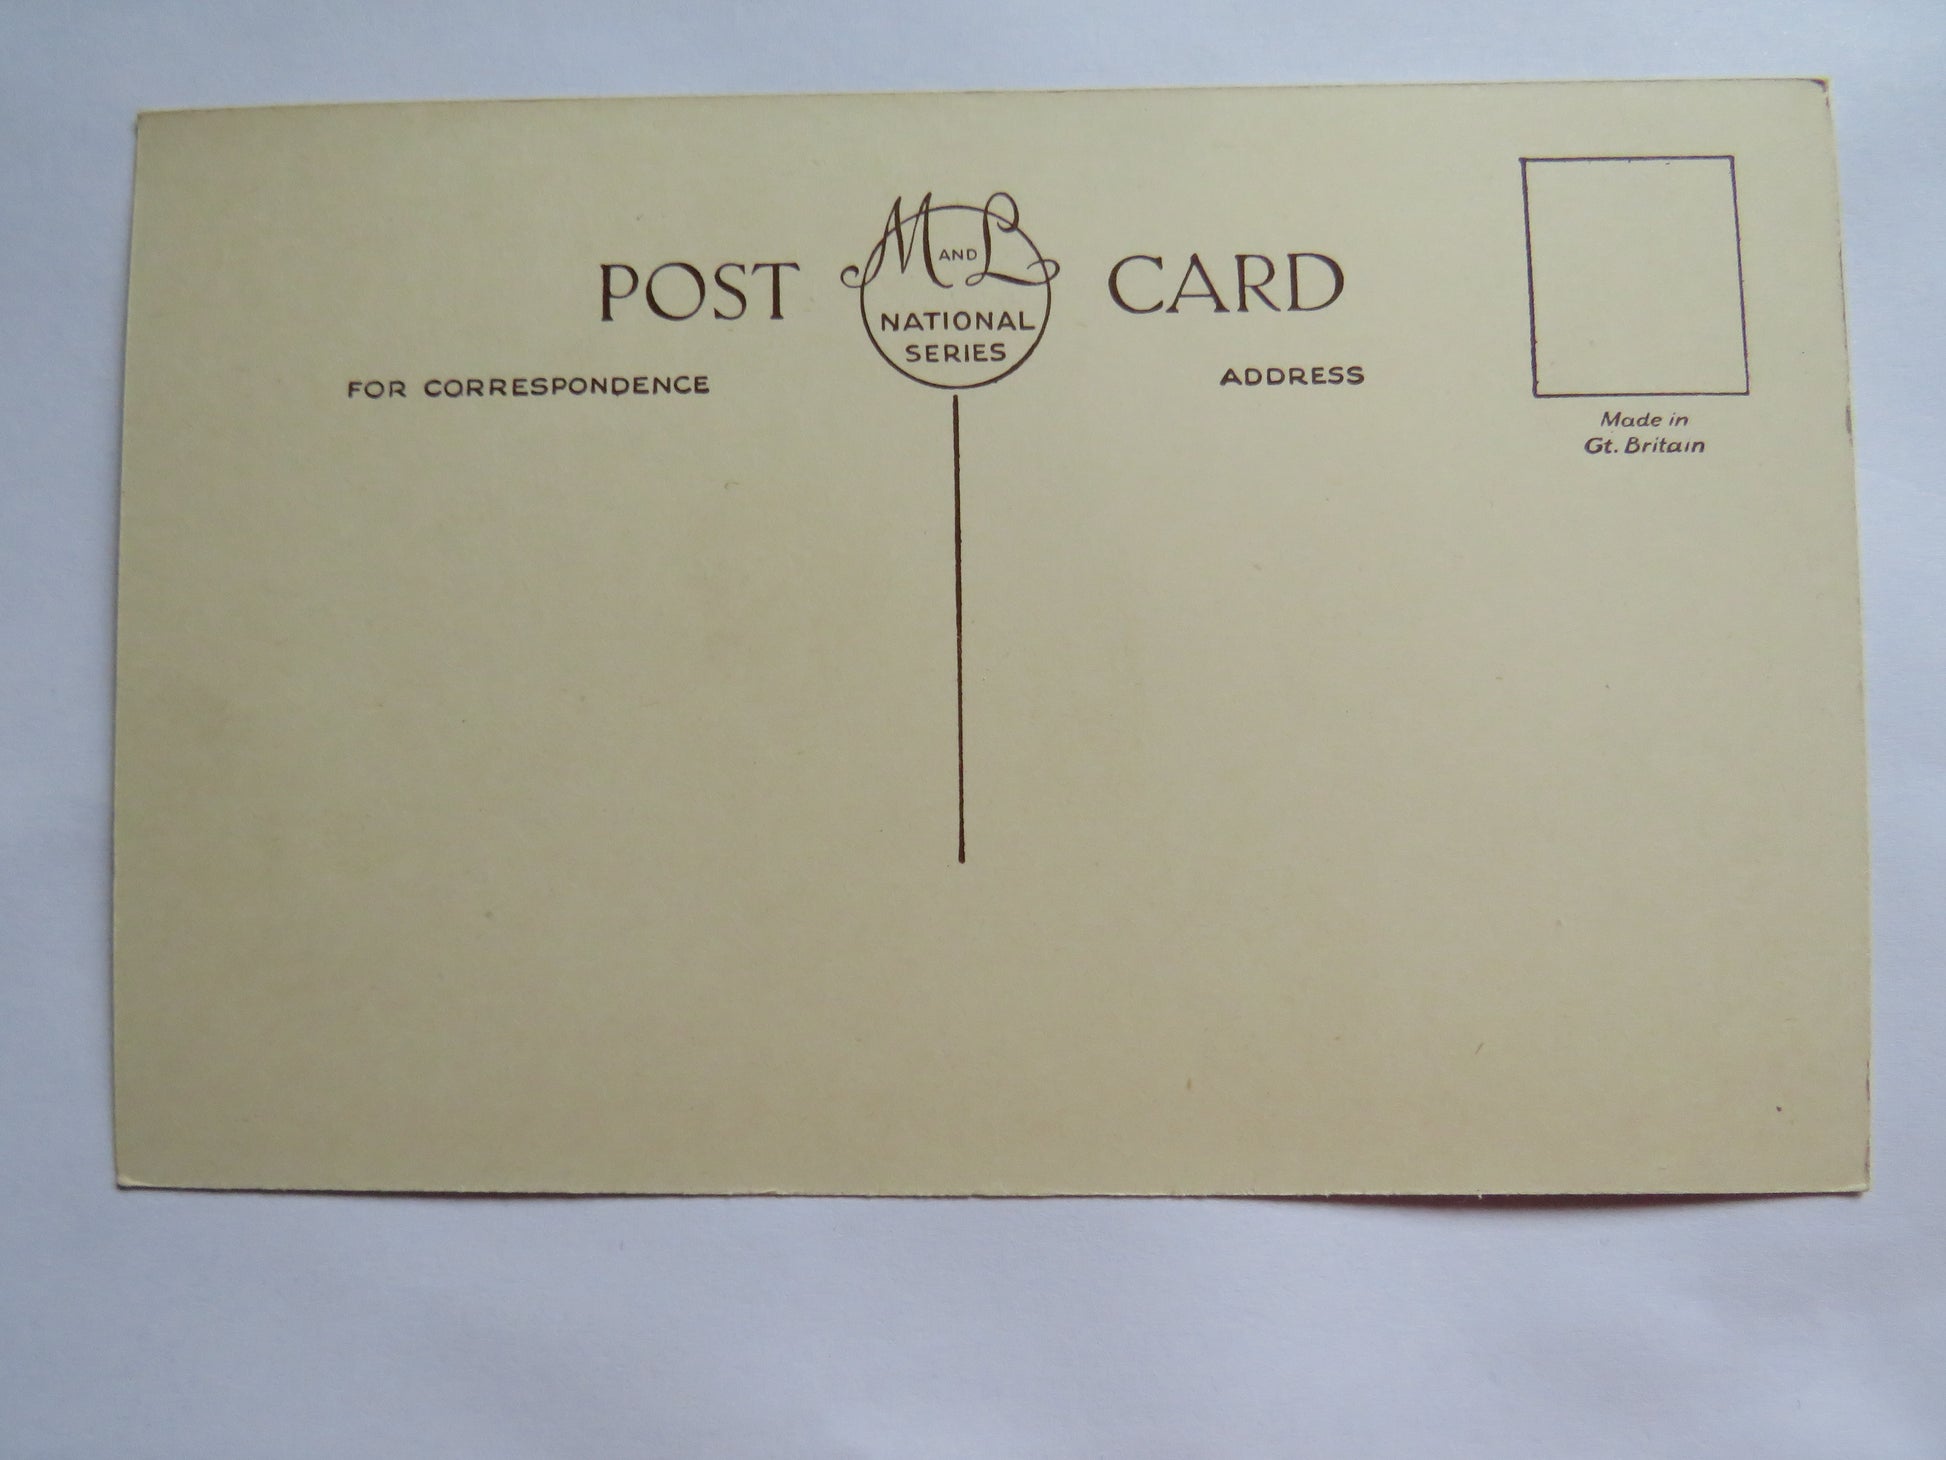 POST M AND L CARD
NATIONAL
SERIES
FOR CORRESPONDENCE
ADDRESS
Made in
Gt. Britain